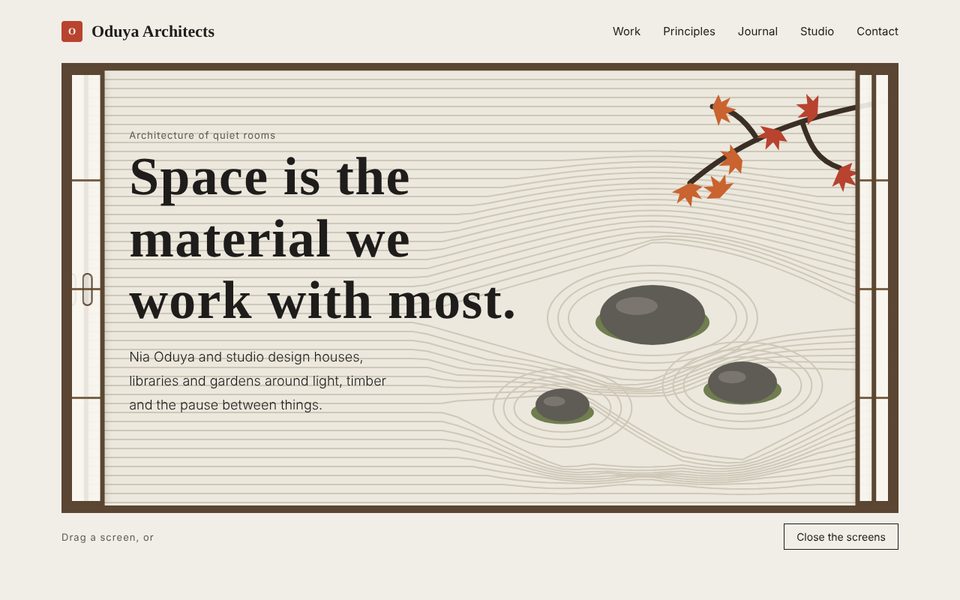 O Oduya Architects
Work Principles Journal Studio Contact
Architecture of quiet rooms
Space is the
material we
work with most.
Nia Oduya and studio design houses,
libraries and gardens around light, timber
and the pause between things.
Drag a screen, or
Close the screens